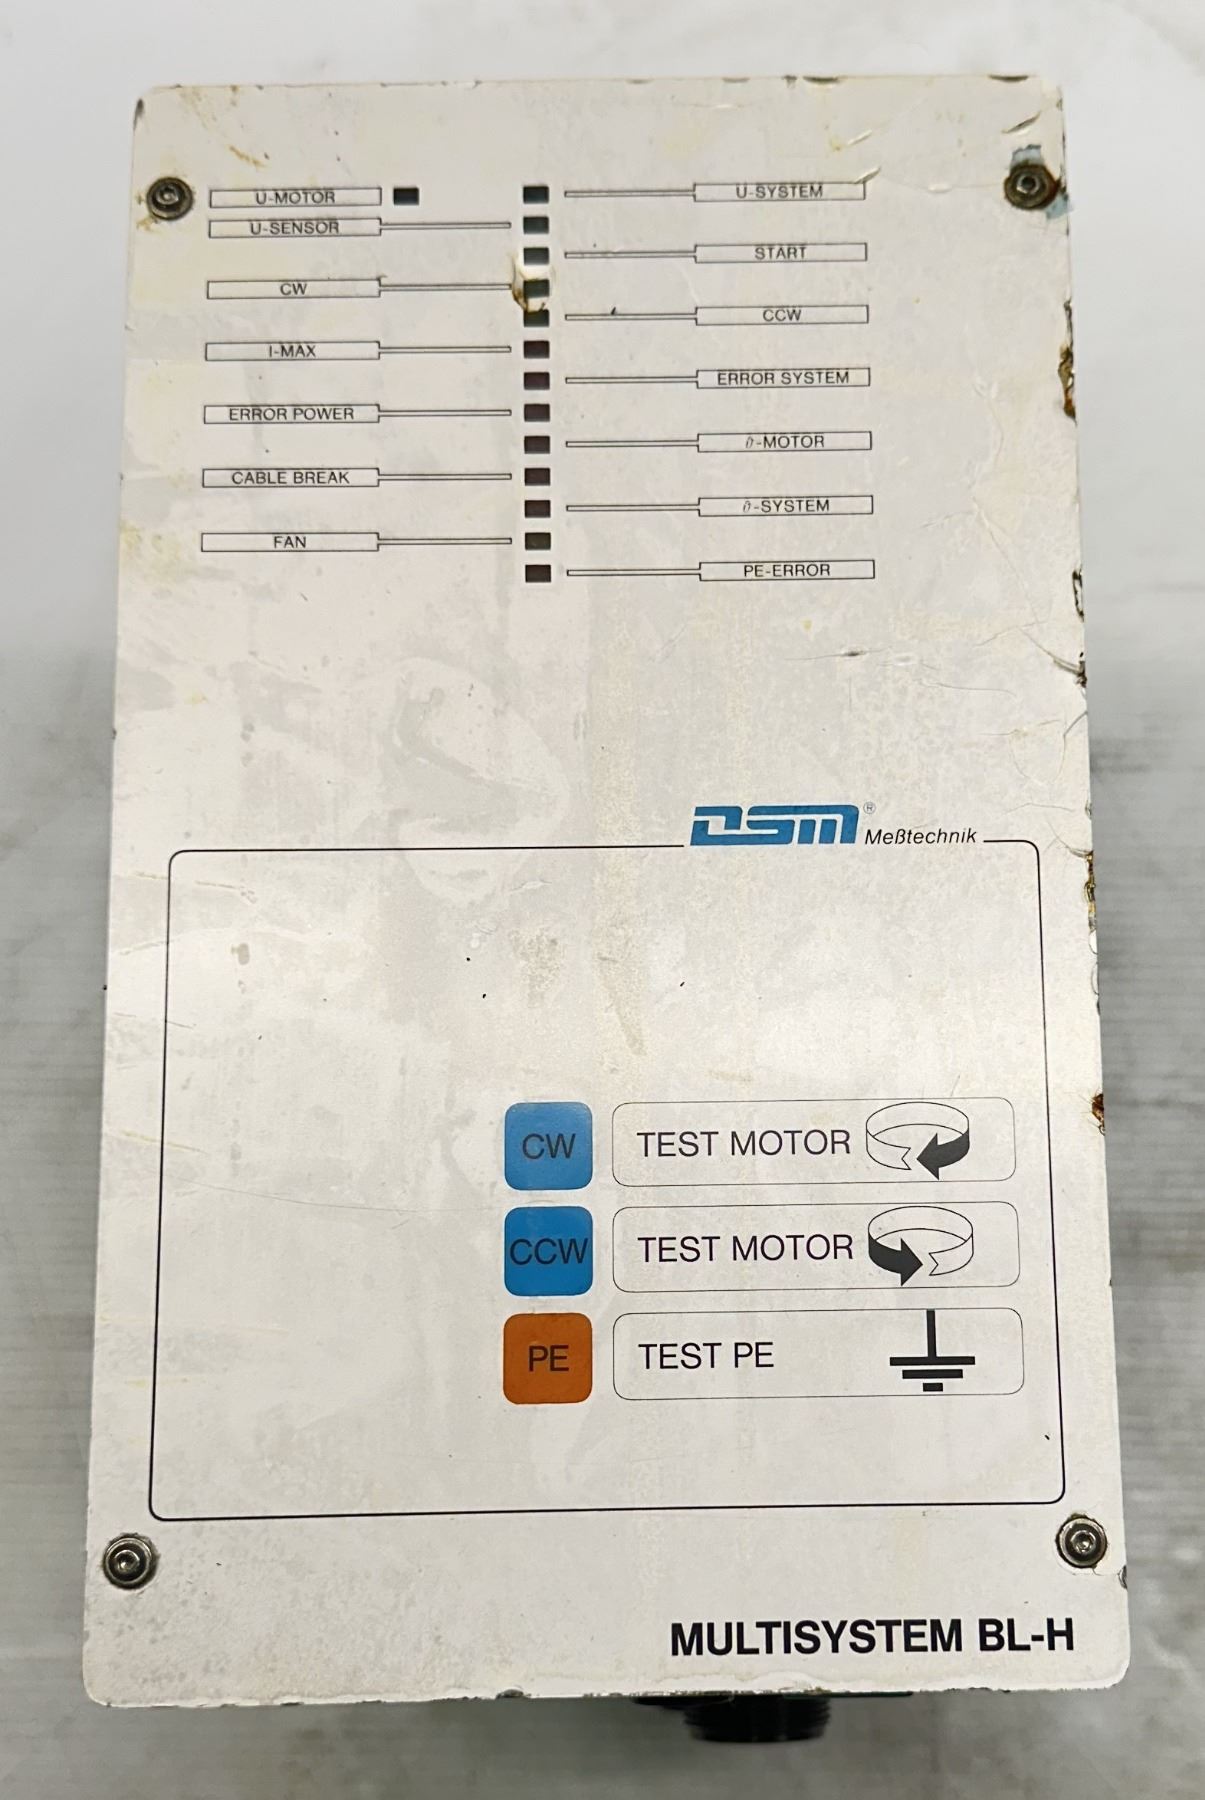 U-MOTOR
U-SYSTEM
U-SENSOR
START
CW
CCW
I-MAX
ERROR SYSTEM
ERROR POWER
ϑ-MOTOR
CABLE BREAK
ϑ-SYSTEM
FAN
PE-ERROR
DSM® Meßtechnik
CW TEST MOTOR
CCW TEST MOTOR
PE TEST PE
MULTISYSTEM BL-H